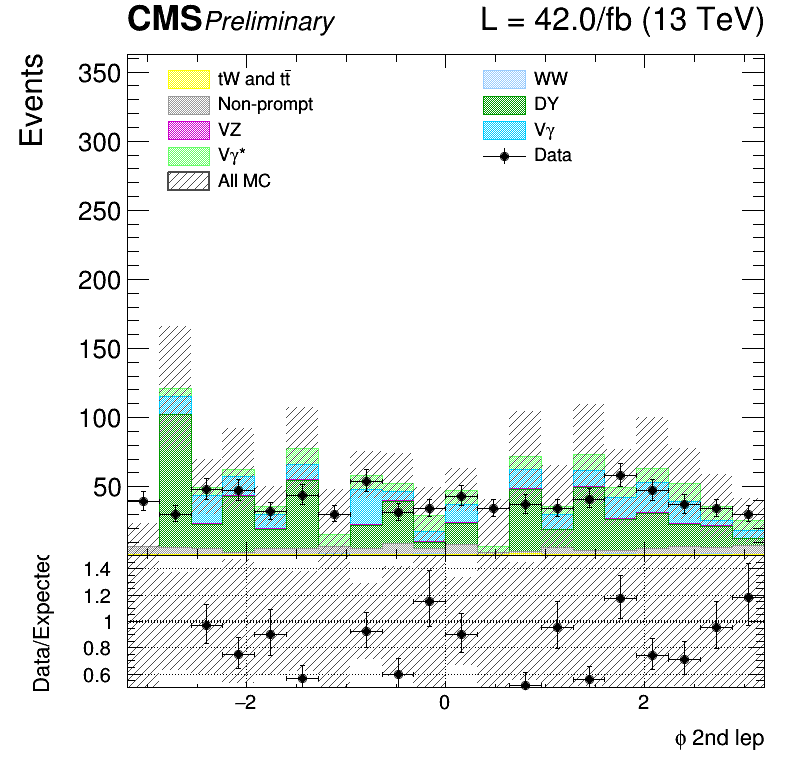 CMS Preliminary L = 42.0/fb (13 TeV)
Events
350
300
250
200
150
100
50
tW and tt̄
Non-prompt
VZ
Vγ*
All MC
WW
DY
Vγ
Data
Data/Expected
1.4
1.2
1
0.8
0.6
−2 0 2
ϕ 2nd lep